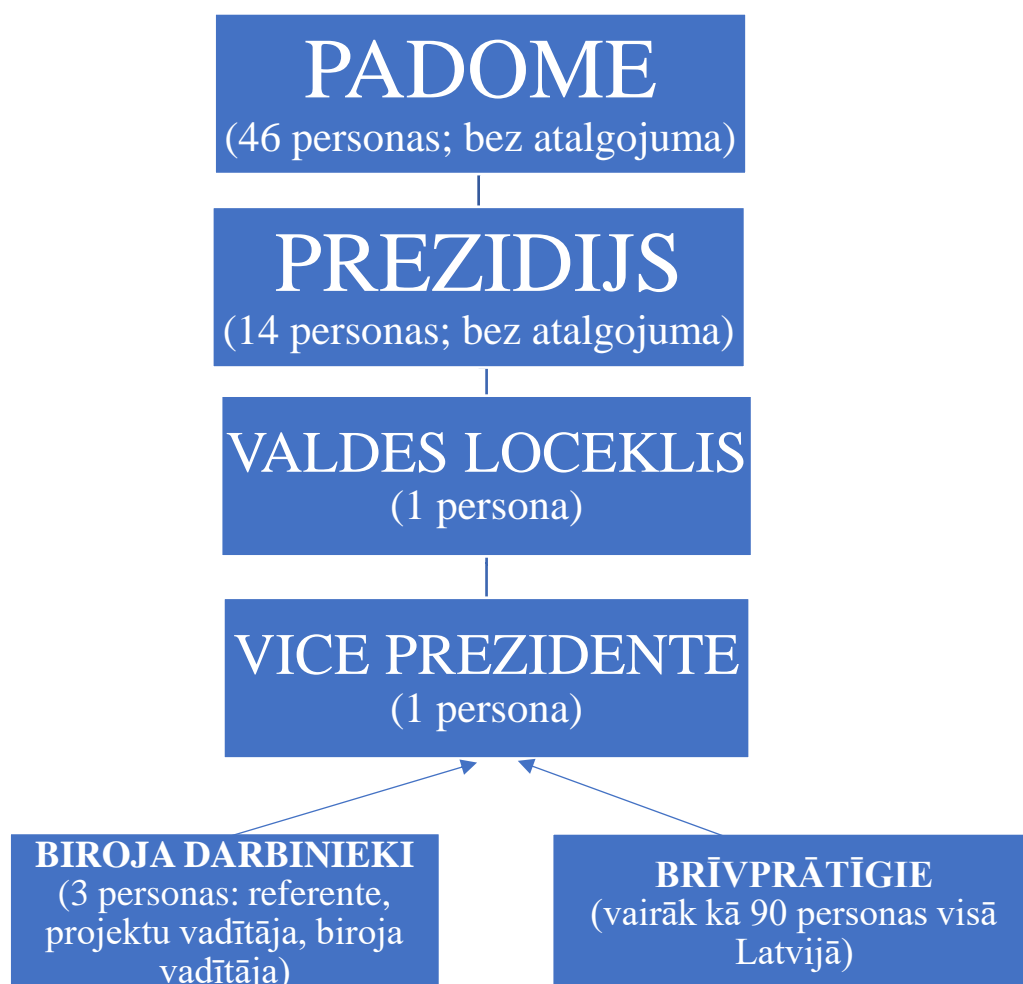 PADOME
(46 personas; bez atalgojuma)
PREZIDIJS
(14 personas; bez atalgojuma)
VALDES LOCEKLIS
(1 persona)
VICE PREZIDENTE
(1 persona)
BIROJA DARBINIEKI
(3 personas: referente,
projektu vadītāja, biroja
vadītāja)
BRĪVPRĀTĪGIE
(vairāk kā 90 personas visā
Latvijā)